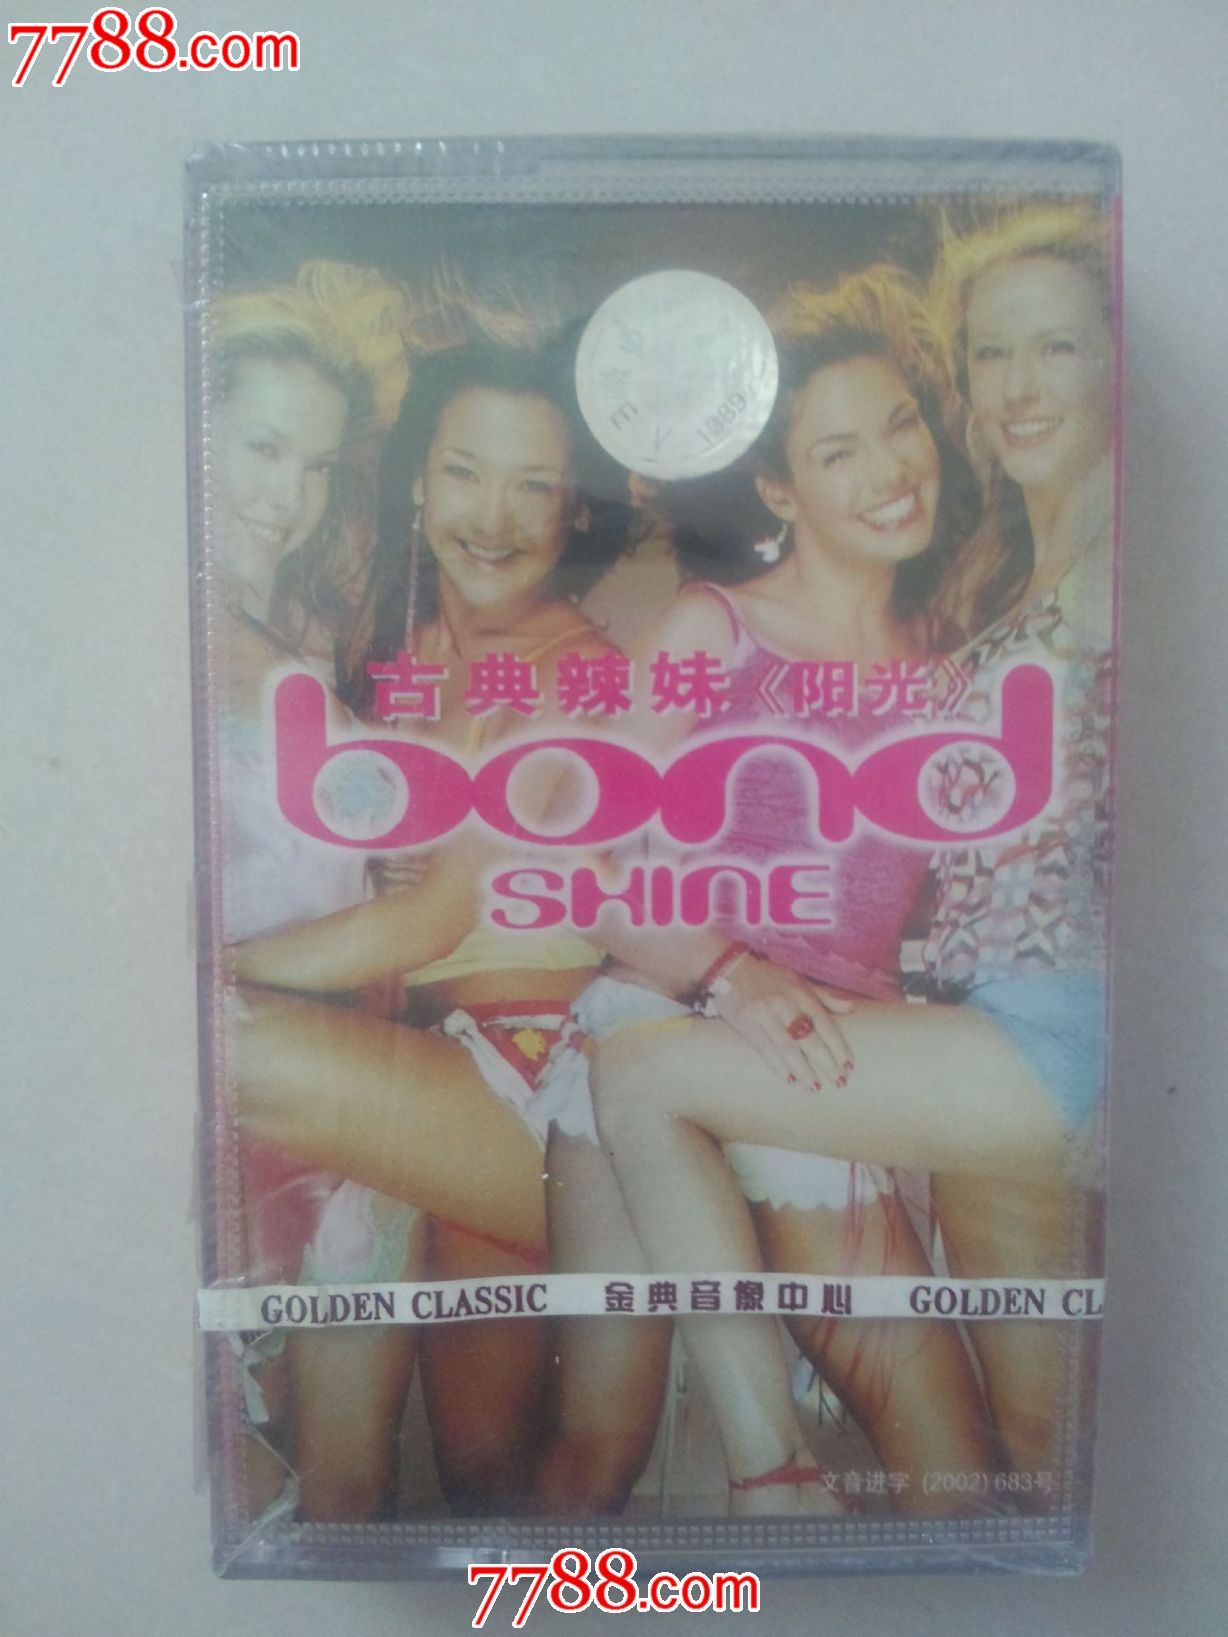 7788.com
1389
古典辣妹《阳光》
bond
SHINE
GOLDEN CLASSIC 金典音像中心 GOLDEN CL
文音进字 (2002) 683号
7788.com